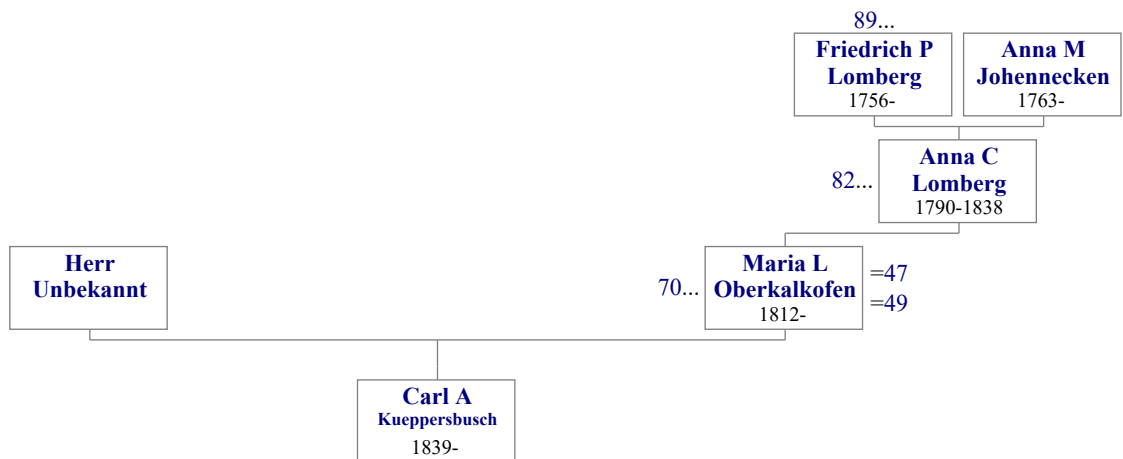 89...
Friedrich P
Lomberg
1756-
Anna M
Johennecken
1763-
82...
Anna C
Lomberg
1790-1838
Herr
Unbekannt
70...
Maria L
Oberkalkofen
1812-
=47
=49
Carl A
Kueppersbusch
1839-